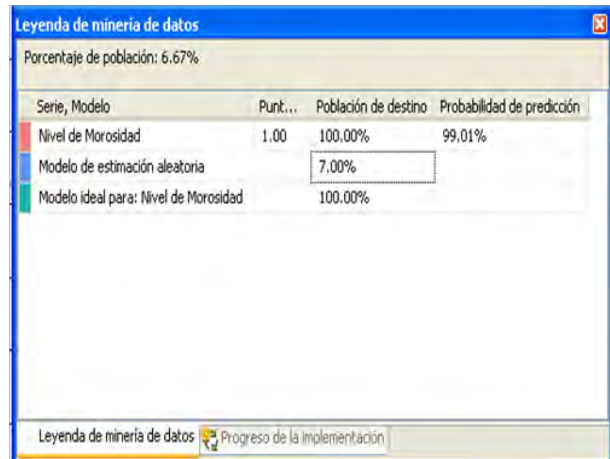 Leyenda de minería de datos
Porcentaje de población: 6.67%
Serie, Modelo Punt... Población de destino Probabilidad de predicción
Nivel de Morosidad 1.00 100.00% 99.01%
Modelo de estimación aleatoria 7.00%
Modelo ideal para: Nivel de Morosidad 100.00%
Leyenda de minería de datos Progreso de la implementación